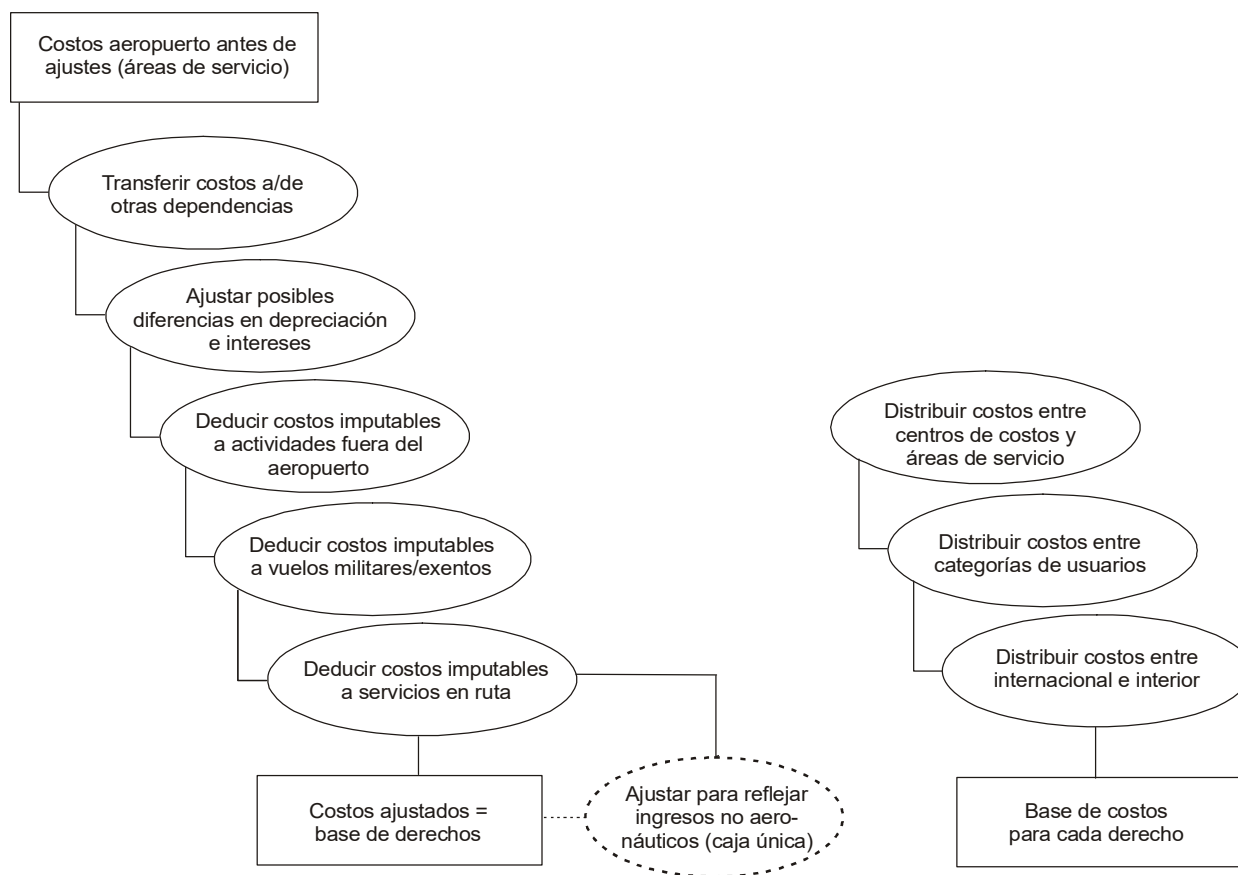 Costos aeropuerto antes de
ajustes (áreas de servicio)
Transferir costos a/de
otras dependencias
Ajustar posibles
diferencias en depreciación
e intereses
Deducir costos imputables
a actividades fuera del
aeropuerto
Deducir costos imputables
a vuelos militares/exentos
Deducir costos imputables
a servicios en ruta
Costos ajustados =
base de derechos
Ajustar para reflejar
ingresos no aero-
náuticos (caja única)
Distribuir costos entre
centros de costos y
áreas de servicio
Distribuir costos entre
categorías de usuarios
Distribuir costos entre
internacional e interior
Base de costos
para cada derecho